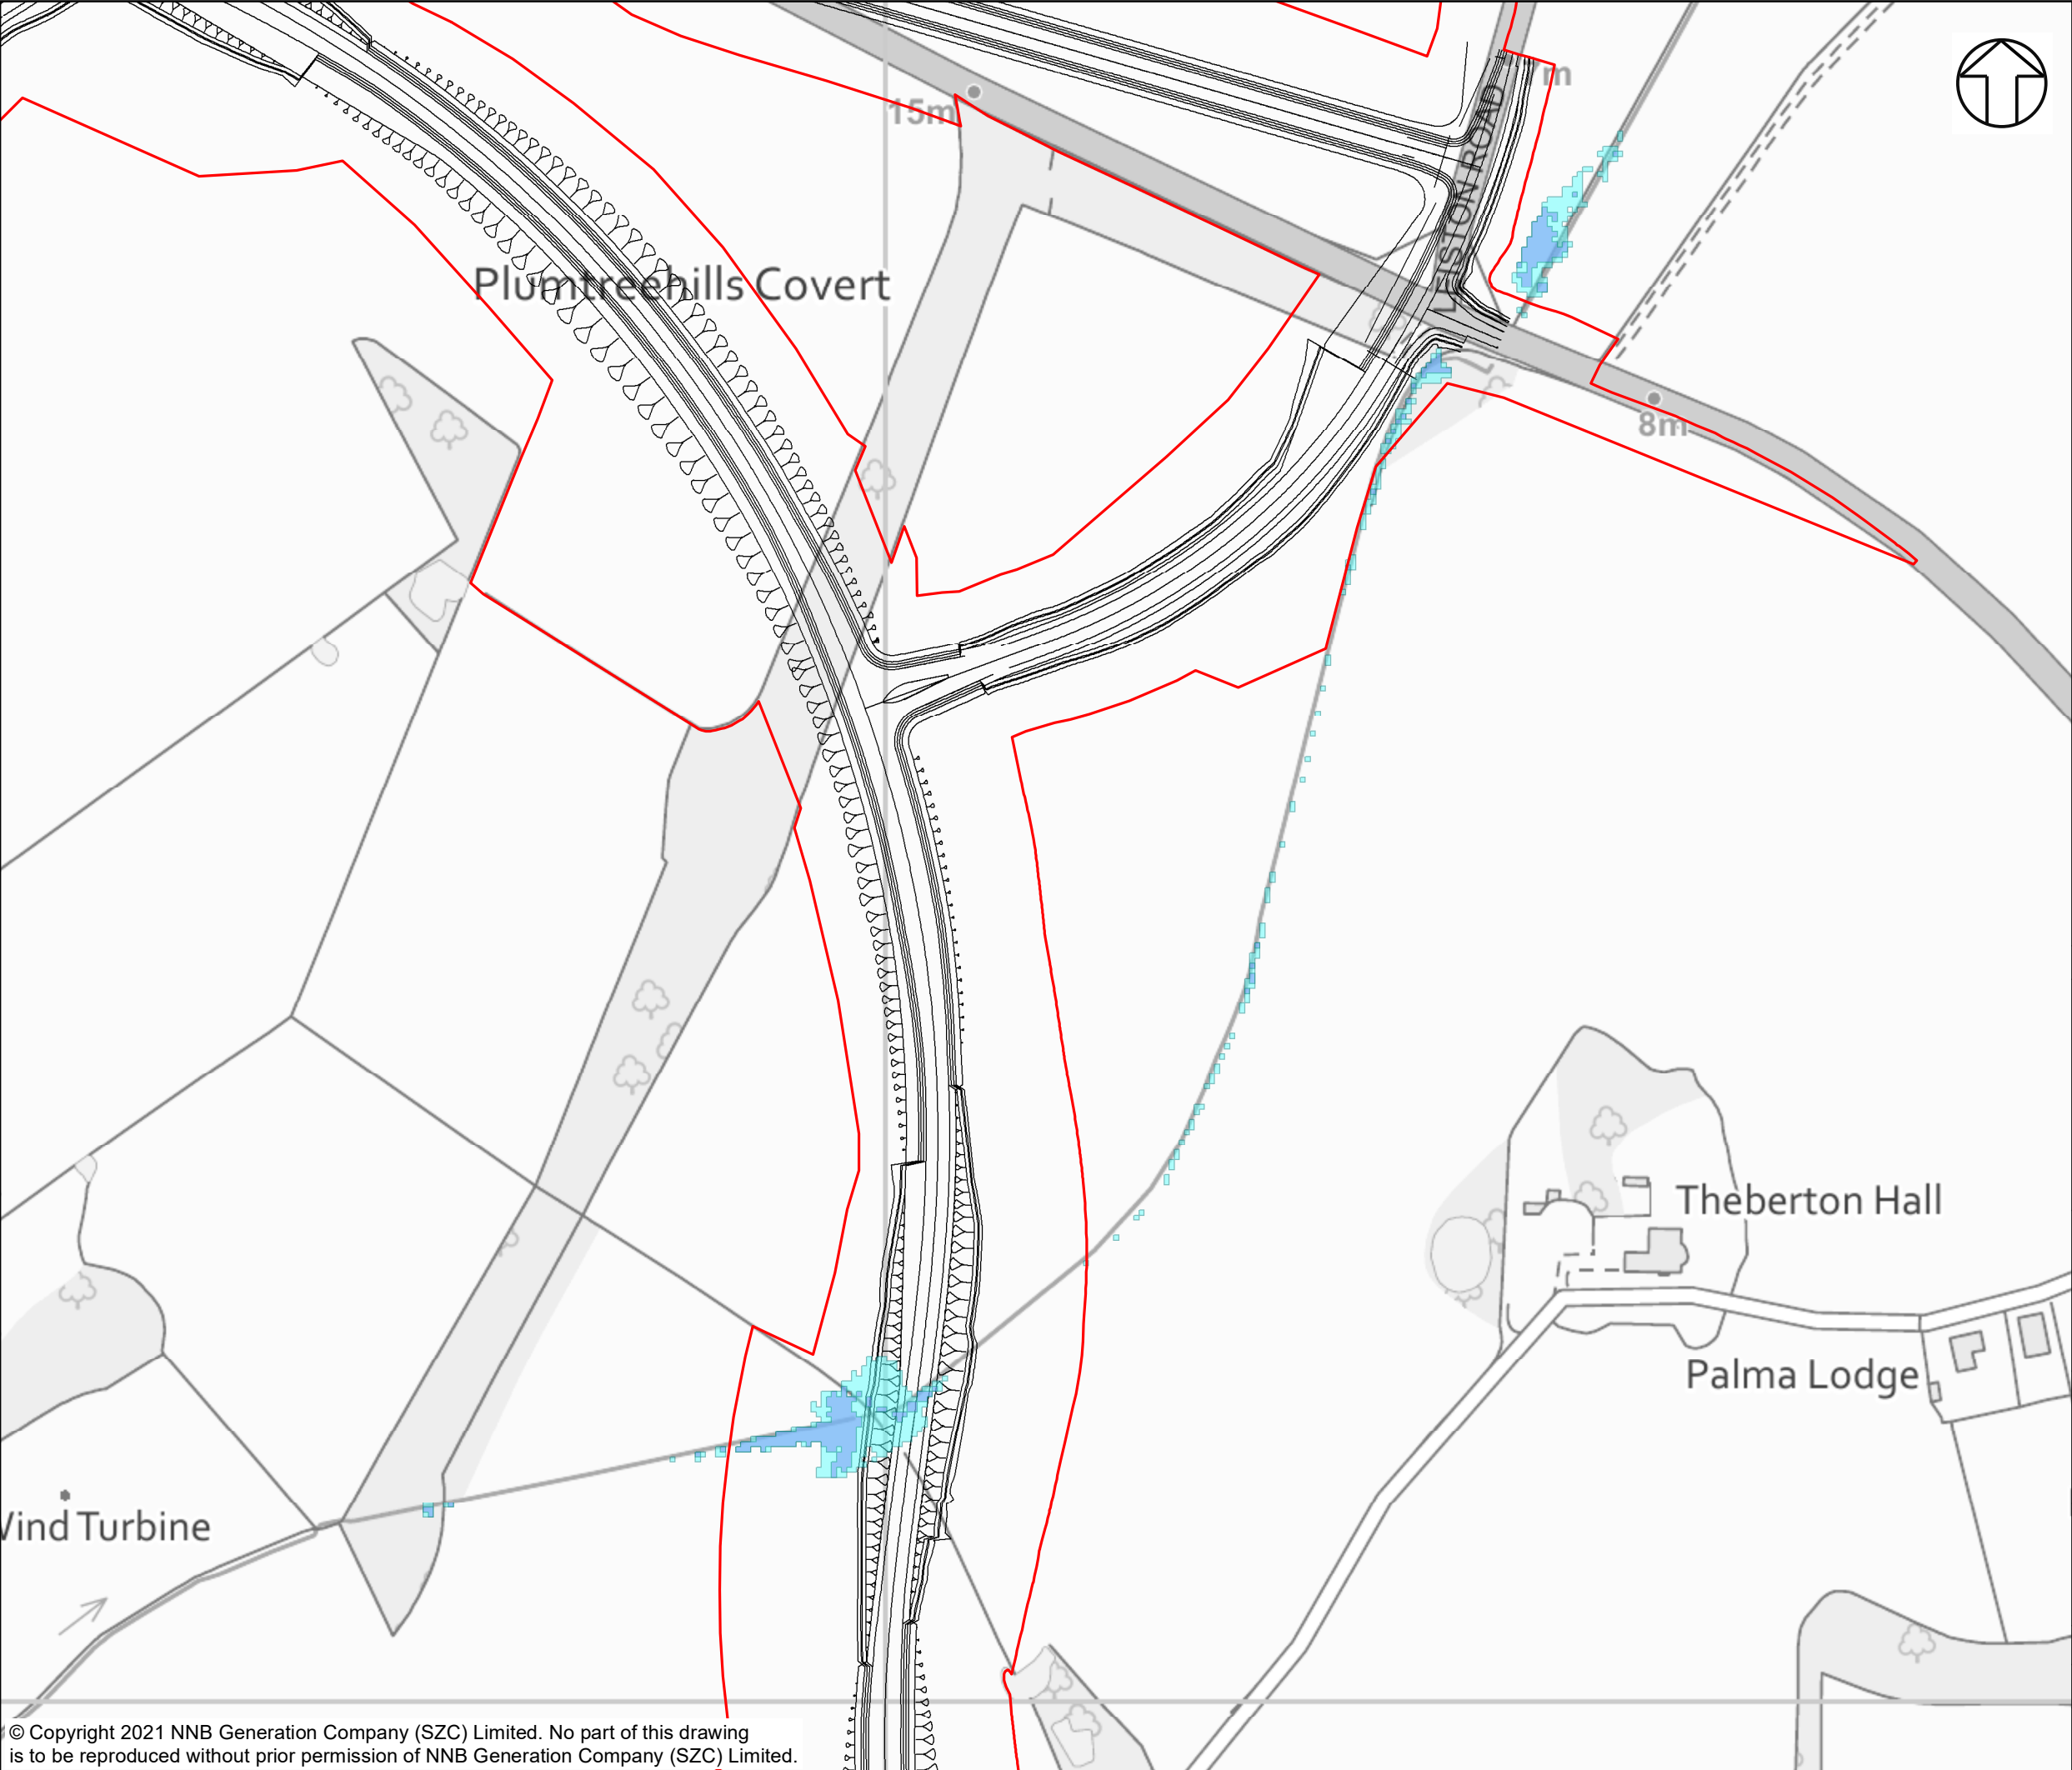 15m
m
LEISTON ROAD
Plumtreehills Covert
8m
Theberton Hall
Palma Lodge
Wind Turbine
© Copyright 2021 NNB Generation Company (SZC) Limited. No part of this drawing
is to be reproduced without prior permission of NNB Generation Company (SZC) Limited.